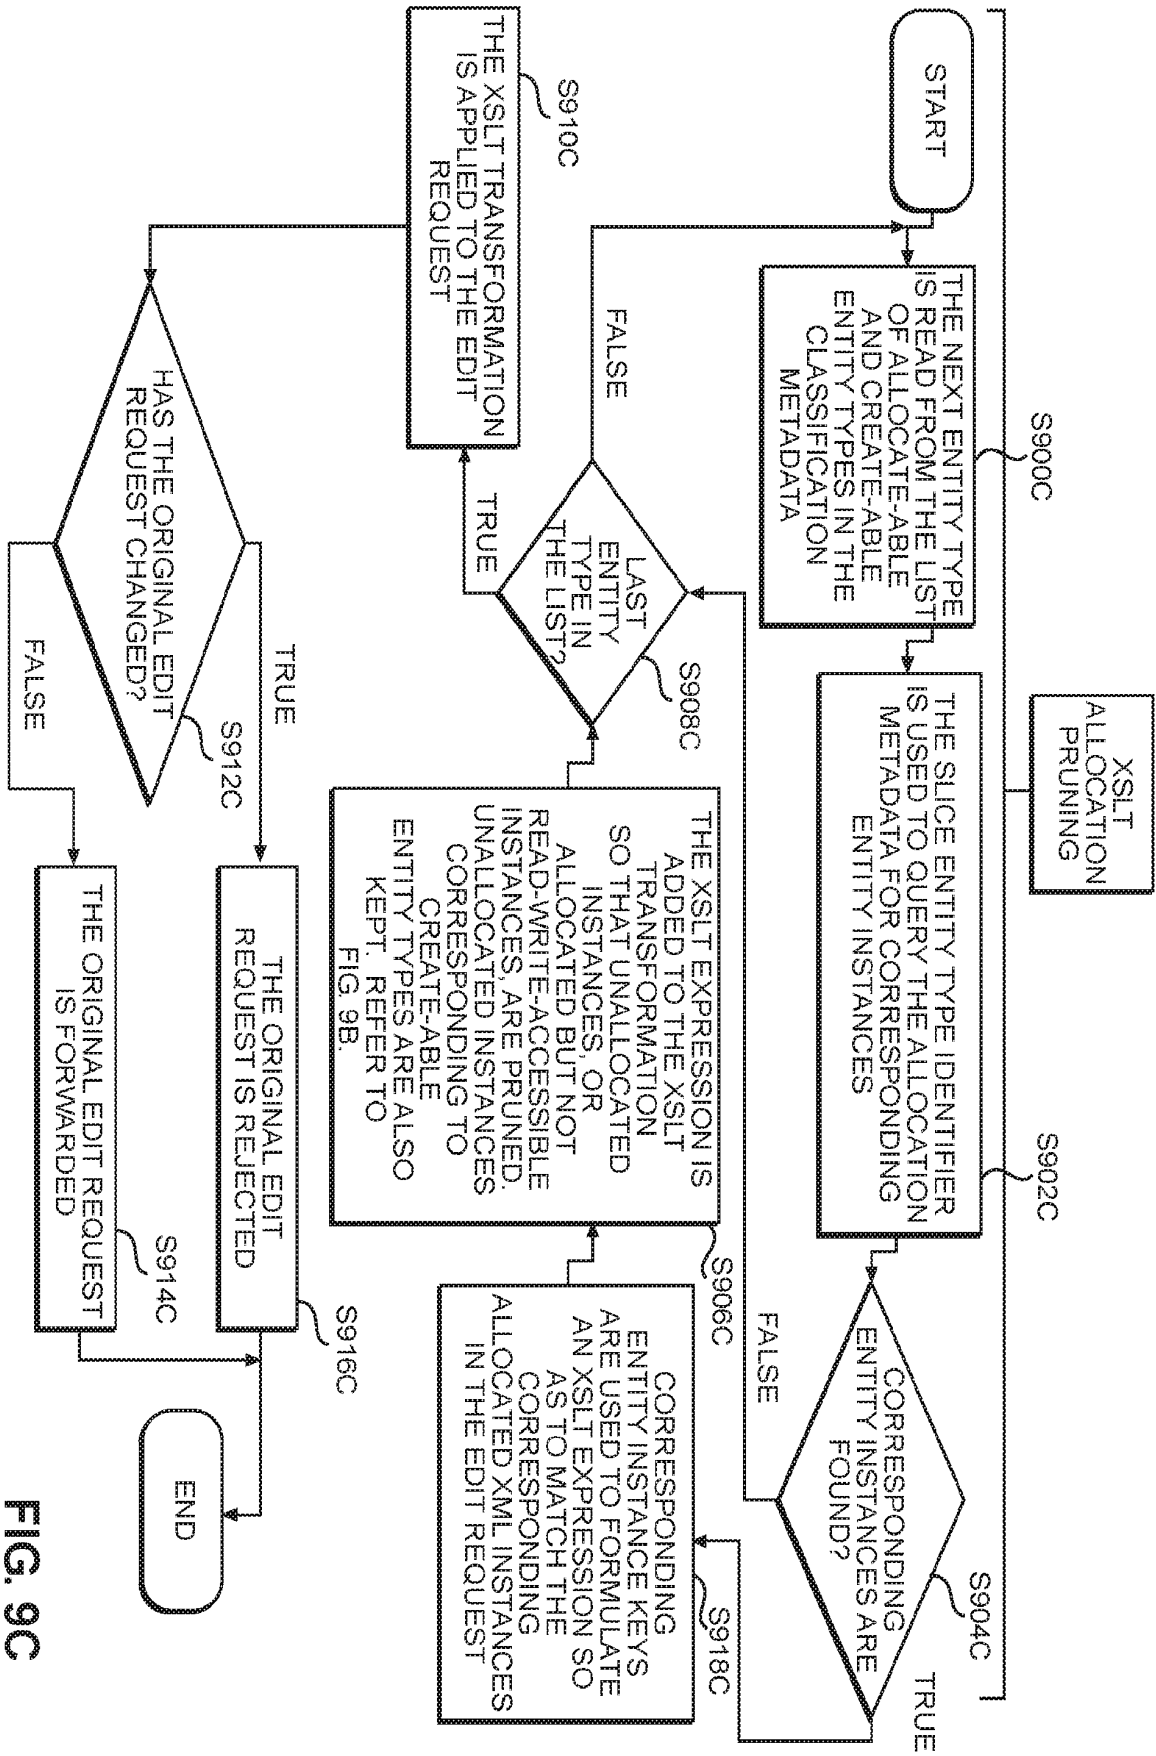 XSLT
ALLOCATION
PRUNING
START
S900C
THE NEXT ENTITY TYPE
IS READ FROM THE LIST
OF ALLOCATE-ABLE
AND CREATE-ABLE
ENTITY TYPES IN THE
CLASSIFICATION
METADATA
S902C
THE SLICE ENTITY TYPE IDENTIFIER
IS USED TO QUERY THE ALLOCATION
METADATA FOR CORRESPONDING
ENTITY INSTANCES
S904C
CORRESPONDING
ENTITY INSTANCES ARE
FOUND?
TRUE
FALSE
S918C
CORRESPONDING
ENTITY INSTANCE KEYS
ARE USED TO FORMULATE
AN XSLT EXPRESSION SO
AS TO MATCH THE
CORRESPONDING
ALLOCATED XML INSTANCES
IN THE EDIT REQUEST
S906C
THE XSLT EXPRESSION IS
ADDED TO THE XSLT
TRANSFORMATION
SO THAT UNALLOCATED
INSTANCES, OR
ALLOCATED BUT NOT
READ-WRITE-ACCESSIBLE
INSTANCES, ARE PRUNED.
UNALLOCATED INSTANCES
CORRESPONDING TO
CREATE-ABLE
ENTITY TYPES ARE ALSO
KEPT. REFER TO
FIG. 9B.
S908C
LAST
ENTITY
TYPE IN
THE LIST?
FALSE
TRUE
S910C
THE XSLT TRANSFORMATION
IS APPLIED TO THE EDIT
REQUEST
HAS THE ORIGINAL EDIT
REQUEST CHANGED?
S912C
TRUE
FALSE
S916C
THE ORIGINAL EDIT
REQUEST IS REJECTED
S914C
THE ORIGINAL EDIT REQUEST
IS FORWARDED
END
FIG. 9C